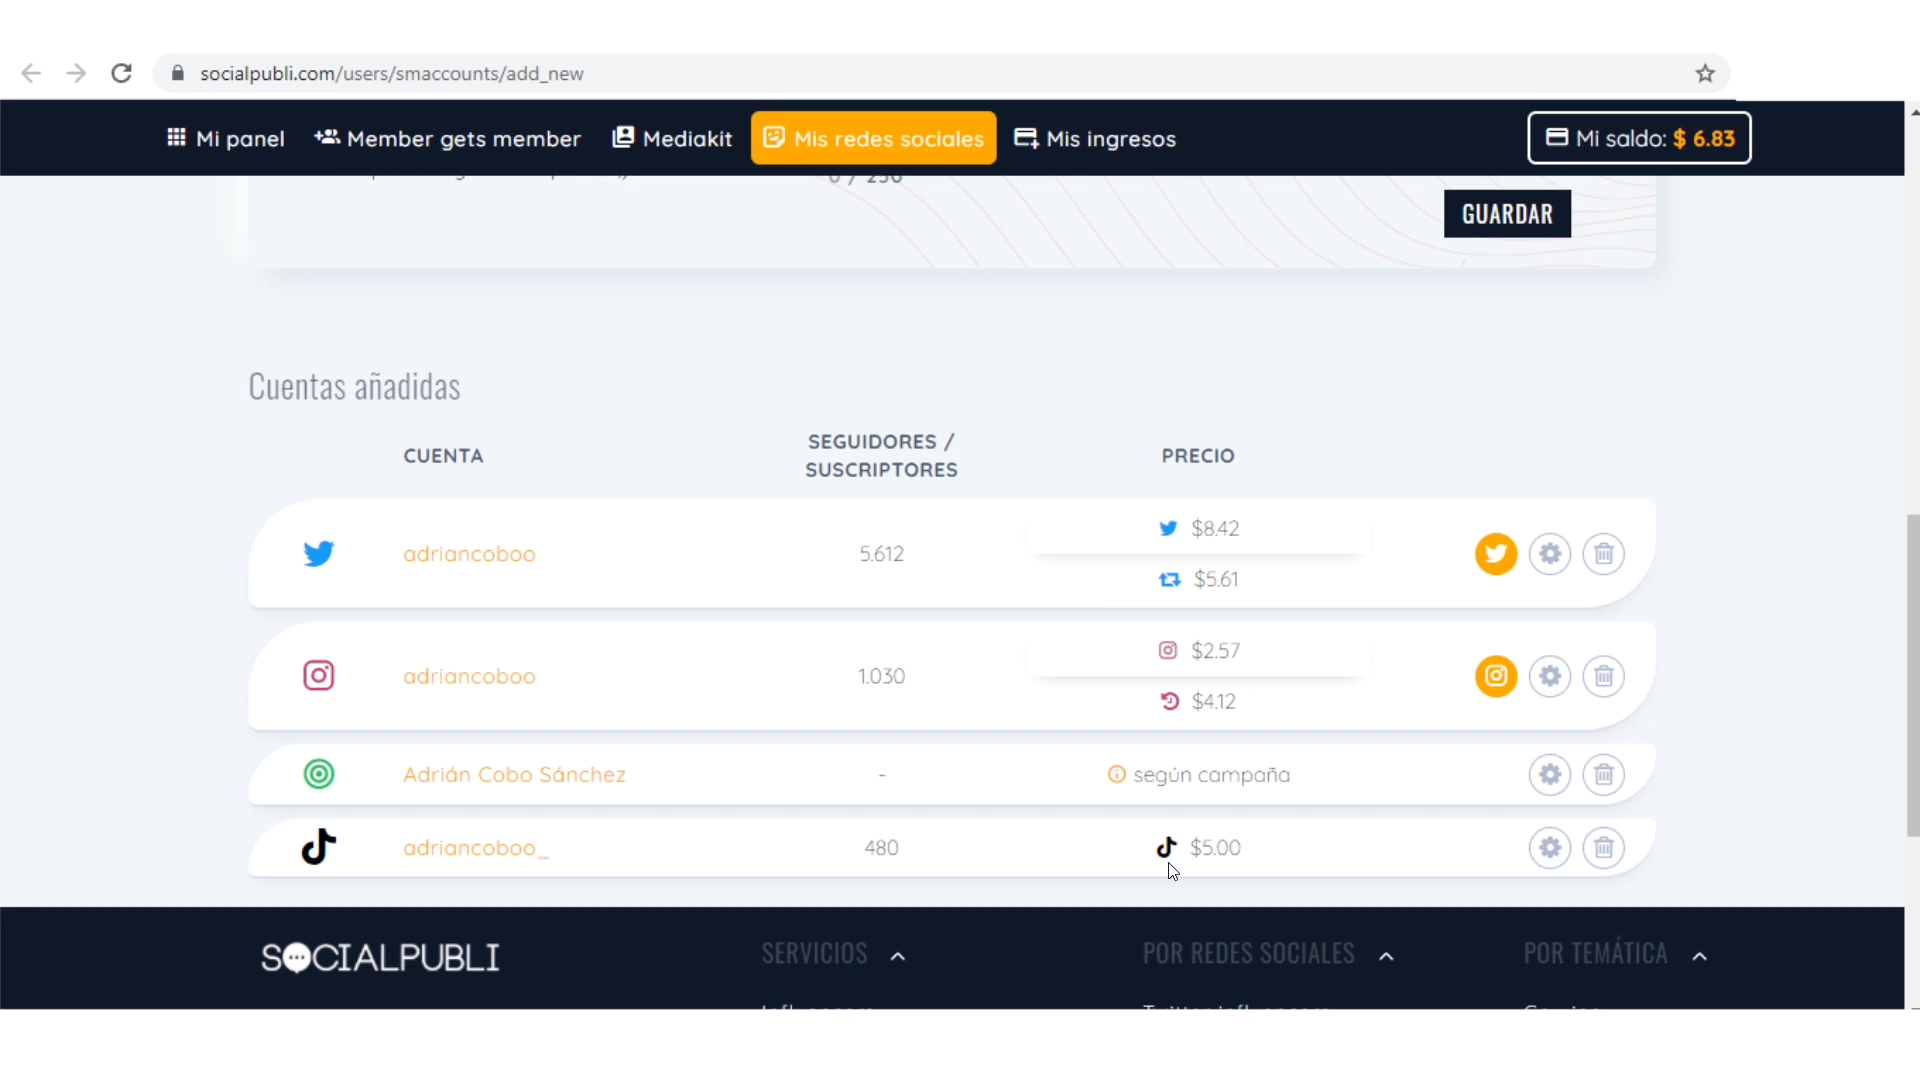 socialpubli.com/users/smaccounts/add_new
Mi panel Member gets member Mediakit Mis redes sociales Mis ingresos Mi saldo: $ 6.83
0 / 250
GUARDAR
Cuentas añadidas
CUENTA SEGUIDORES / SUSCRIPTORES PRECIO
adriancoboo 5.612 $8.42
$5.61
adriancoboo 1.030 $2.57
$4.12
Adrián Cobo Sánchez - según campaña
adriancoboo_ 480 $5.00
SOCIALPUBLI SERVICIOS POR REDES SOCIALES POR TEMÁTICA